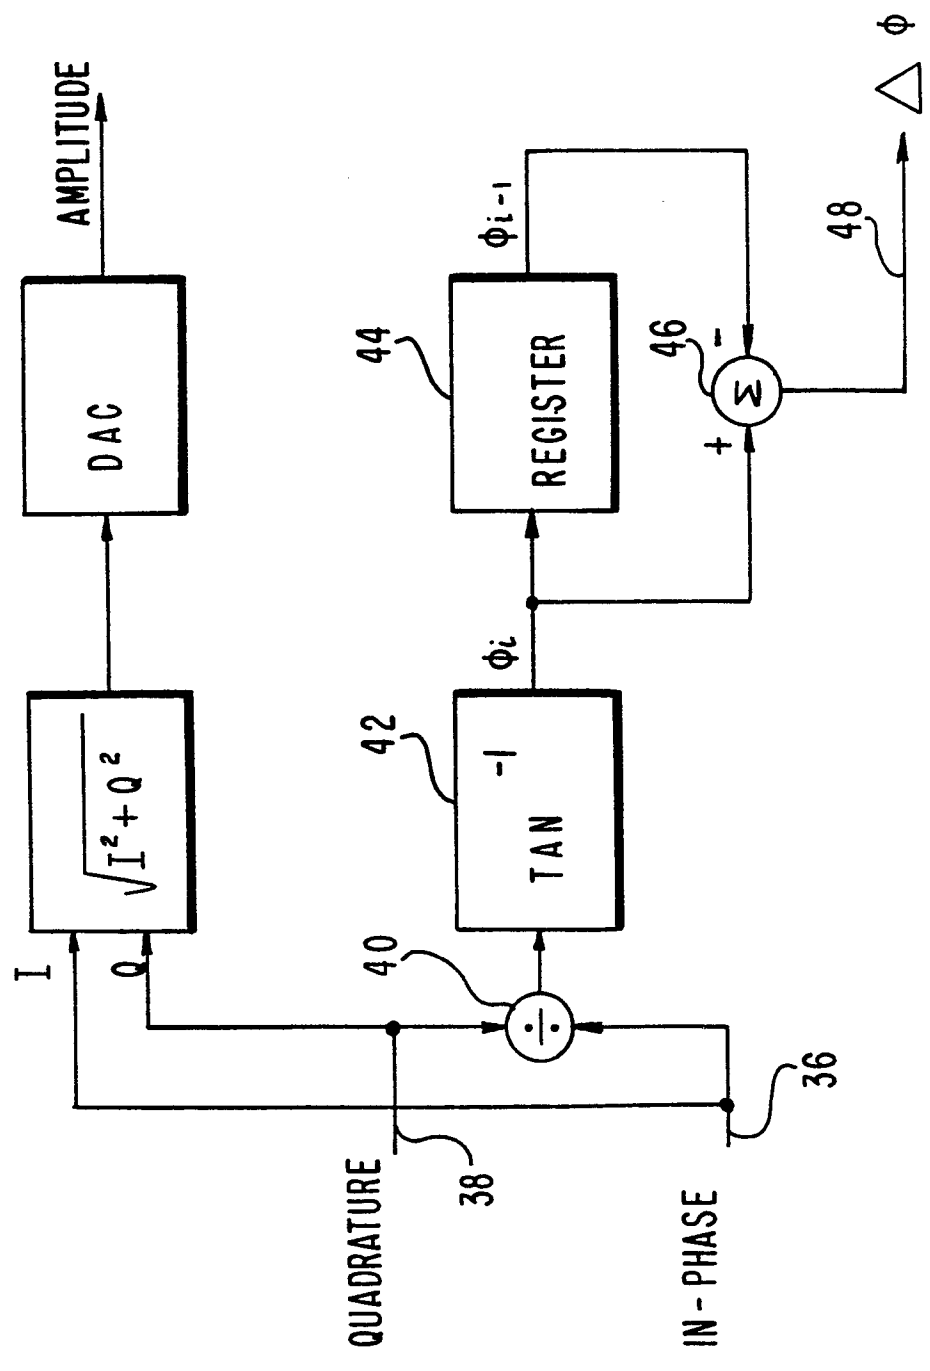 I
Q
√I²+Q²
DAC
AMPLITUDE
QUADRATURE
38
40
÷
42
TAN⁻¹
ϕi
44
REGISTER
ϕi-1
IN-PHASE
36
+
46
-
Σ
48
△ ϕ